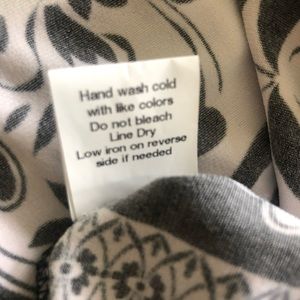 Hand wash cold
with like colors
Do not bleach
Line Dry
Low iron on reverse
side if needed